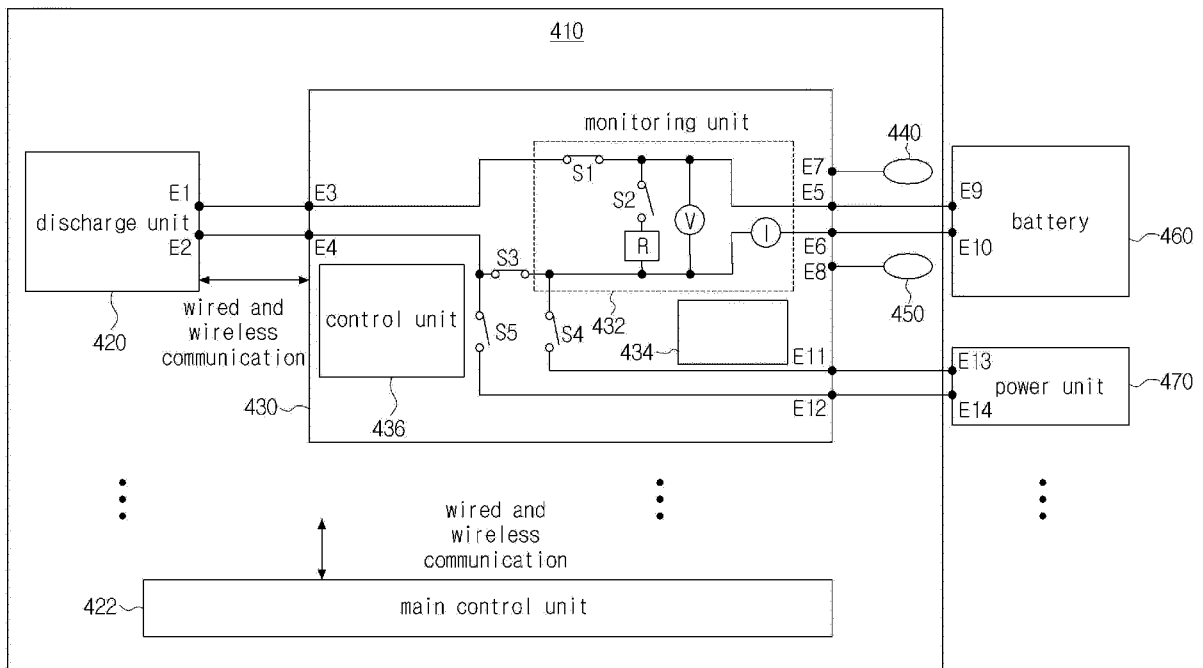 410
monitoring unit
440
S1
E7
E1
E3
S2
V
E5
E9
discharge unit
battery
I
R
460
E2
E4
E6
E10
S3
E8
wired and
wireless
communication
control unit
S5
S4
432
450
420
434
E11
E13
power unit
470
430
436
E12
E14
wired and
wireless
communication
422
main control unit